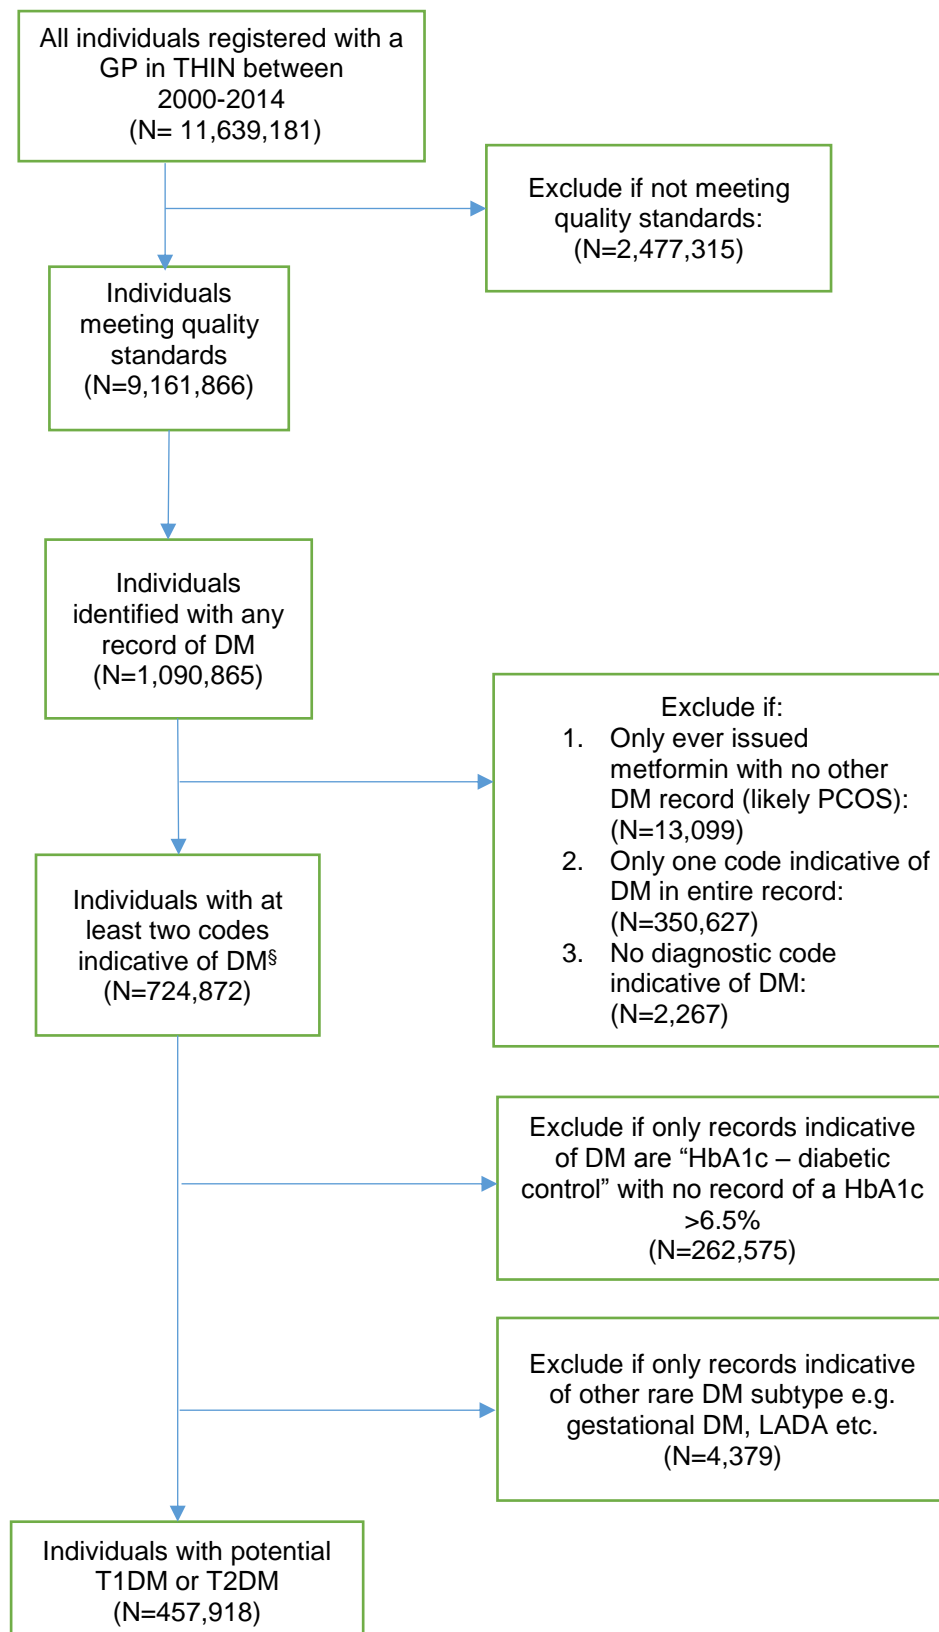 All individuals registered with a
GP in THIN between
2000-2014
(N= 11,639,181)
Exclude if not meeting
quality standards:
(N=2,477,315)
Individuals
meeting quality
standards
(N=9,161,866)
Individuals
identified with any
record of DM
(N=1,090,865)
Exclude if:
1. Only ever issued
metformin with no other
DM record (likely PCOS):
(N=13,099)
2. Only one code indicative of
DM in entire record:
(N=350,627)
3. No diagnostic code
indicative of DM:
(N=2,267)
Individuals with at
least two codes
indicative of DM§
(N=724,872)
Exclude if only records indicative
of DM are “HbA1c – diabetic
control” with no record of a HbA1c
>6.5%
(N=262,575)
Exclude if only records indicative
of other rare DM subtype e.g.
gestational DM, LADA etc.
(N=4,379)
Individuals with potential
T1DM or T2DM
(N=457,918)